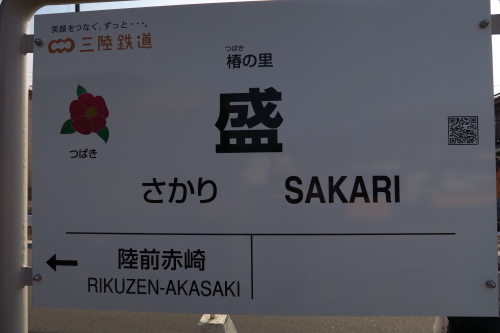 笑顔をつなぐ、ずっと・・・。
三陸鉄道
つばき
椿の里
盛
つばき
さかり SAKARI
← 陸前赤崎
RIKUZEN-AKASAKI